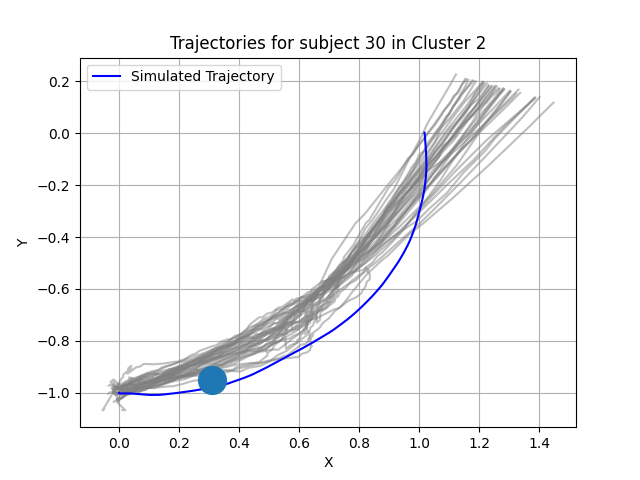 Trajectories for subject 30 in Cluster 2
Simulated Trajectory
0.2
0.0
−0.2
−0.4
−0.6
−0.8
−1.0
Y
0.0 0.2 0.4 0.6 0.8 1.0 1.2 1.4
X